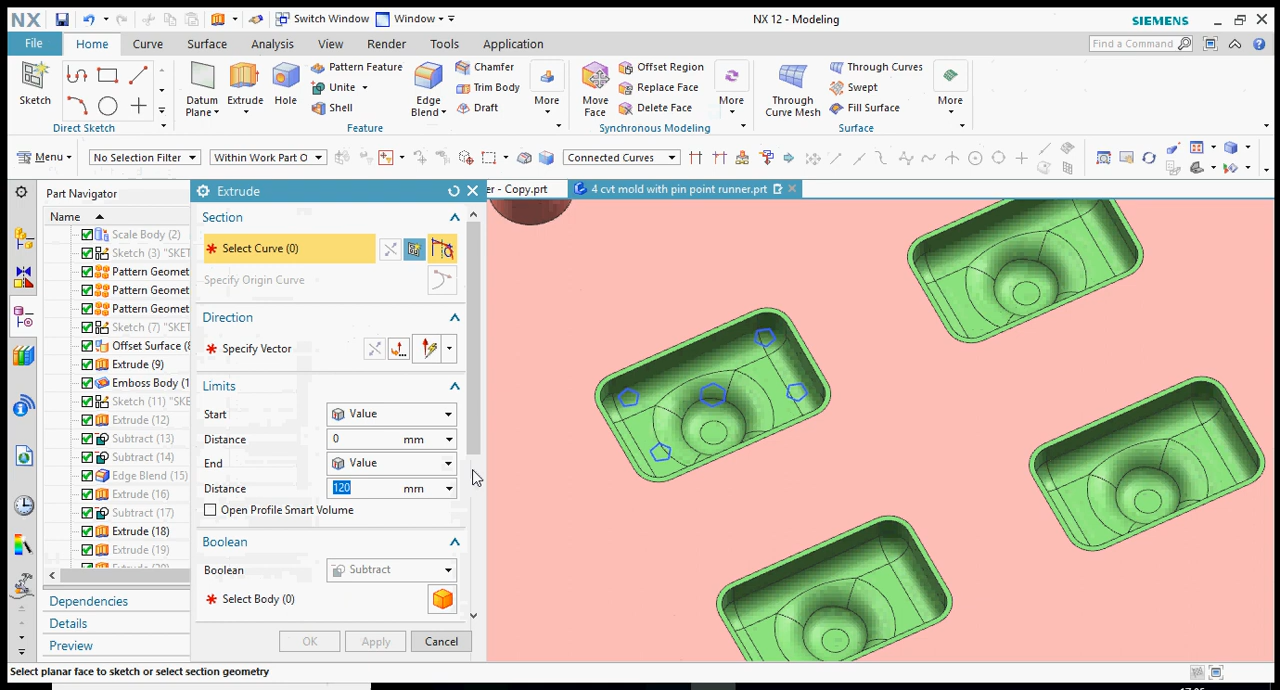 NX
Switch Window
Window
NX 12 - Modeling
SIEMENS
File
Home
Curve
Surface
Analysis
View
Render
Tools
Application
Find a Command
Sketch
Direct Sketch
Datum
Plane
Extrude
Hole
Pattern Feature
Unite
Shell
Edge
Blend
Chamfer
Trim Body
Draft
More
Feature
Move
Face
Offset Region
Replace Face
Delete Face
More
Synchronous Modeling
Through
Curve Mesh
Through Curves
Swept
Fill Surface
More
Surface
Menu
No Selection Filter
Within Work Part O
Connected Curves
Part Navigator
Extrude
er - Copy.prt
4 cvt mold with pin point runner.prt
Name
Scale Body (2)
Sketch (3) "SKET
Pattern Geomet
Pattern Geomet
Pattern Geomet
Sketch (7) "SKET
Offset Surface (8
Extrude (9)
Emboss Body (1
Sketch (11) "SKE
Extrude (12)
Subtract (13)
Subtract (14)
Edge Blend (15)
Extrude (16)
Subtract (17)
Extrude (18)
Extrude (19)
Dependencies
Details
Preview
Section
Select Curve (0)
Specify Origin Curve
Direction
Specify Vector
Limits
Start
Value
Distance
0 mm
End
Value
Distance
120 mm
Open Profile Smart Volume
Boolean
Boolean
Subtract
Select Body (0)
OK
Apply
Cancel
Select planar face to sketch or select section geometry